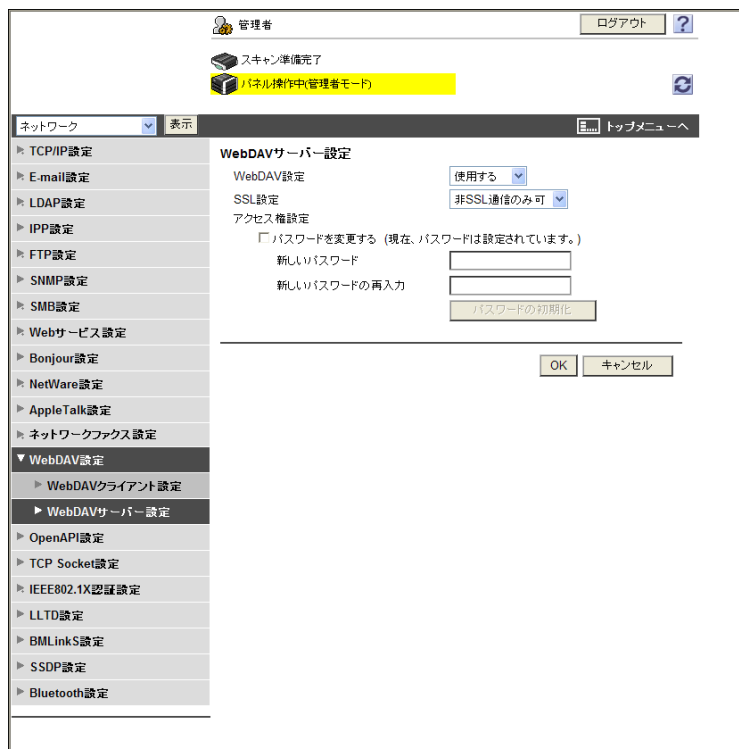 管理者
ログアウト
?
スキャン準備完了
パネル操作中(管理者モード)
ネットワーク
表示
トップメニューへ
TCP/IP設定
E-mail設定
LDAP設定
IPP設定
FTP設定
SNMP設定
SMB設定
Webサービス設定
Bonjour設定
NetWare設定
AppleTalk設定
ネットワークファクス設定
WebDAV設定
WebDAVクライアント設定
WebDAVサーバー設定
OpenAPI設定
TCP Socket設定
IEEE802.1X認証設定
LLTD設定
BMLinkS設定
SSDP設定
Bluetooth設定
WebDAVサーバー設定
WebDAV設定 使用する
SSL設定 非SSL通信のみ可
アクセス権設定
パスワードを変更する (現在、パスワードは設定されています。)
新しいパスワード
新しいパスワードの再入力
パスワードの初期化
OK キャンセル